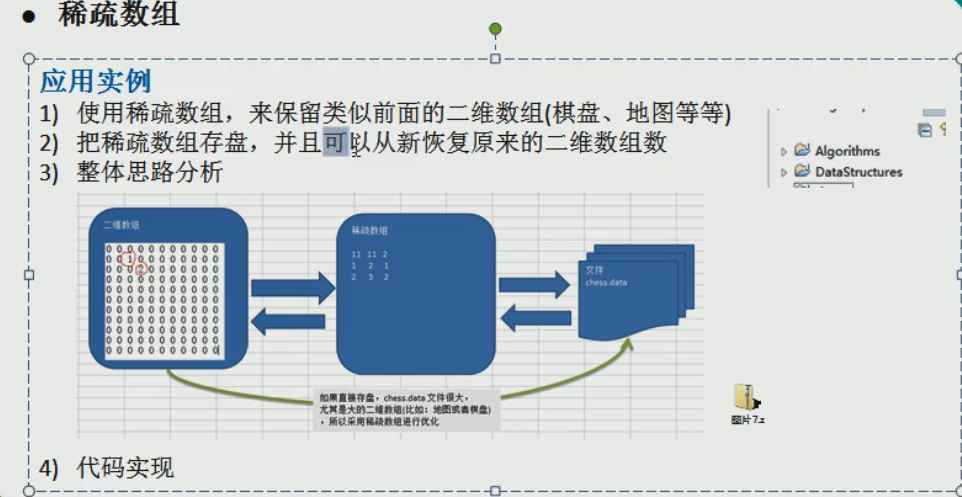 ● 稀疏数组
应用实例
1) 使用稀疏数组，来保留类似前面的二维数组(棋盘、地图等等)
2) 把稀疏数组存盘，并且可以从新恢复原来的二维数组数
3) 整体思路分析
Algorithms
DataStructures
二维数组
0 0 0 0 0 0 0 0 0 0 0
0 0 1 0 0 0 0 0 0 0 0
0 0 0 2 0 0 0 0 0 0 0
0 0 0 0 0 0 0 0 0 0 0
0 0 0 0 0 0 0 0 0 0 0
0 0 0 0 0 0 0 0 0 0 0
0 0 0 0 0 0 0 0 0 0 0
0 0 0 0 0 0 0 0 0 0 0
0 0 0 0 0 0 0 0 0 0 0
0 0 0 0 0 0 0 0 0 0 0
0 0 0 0 0 0 0 0 0 0 0
稀疏数组
11 11 2
1 2 1
2 3 2
文件
chess.data
如果直接存盘，chess.data 文件很大，
尤其是大的二维数组(比如：地图或者棋盘)
，所以采用稀疏数组进行优化
图片7.z
4) 代码实现